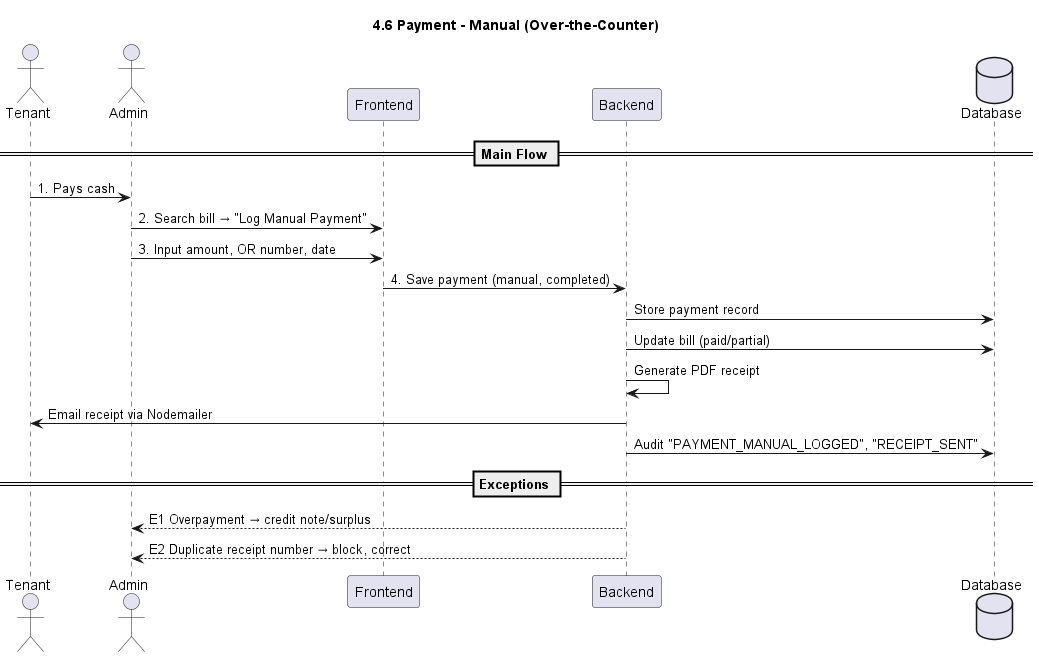 4.6 Payment - Manual (Over-the-Counter)
Tenant
Admin
Frontend
Backend
Database
Main Flow
1. Pays cash
2. Search bill → "Log Manual Payment"
3. Input amount, OR number, date
4. Save payment (manual, completed)
Store payment record
Update bill (paid/partial)
Generate PDF receipt
Email receipt via Nodemailer
Audit "PAYMENT_MANUAL_LOGGED", "RECEIPT_SENT"
Exceptions
E1 Overpayment → credit note/surplus
E2 Duplicate receipt number → block, correct
Tenant
Admin
Frontend
Backend
Database